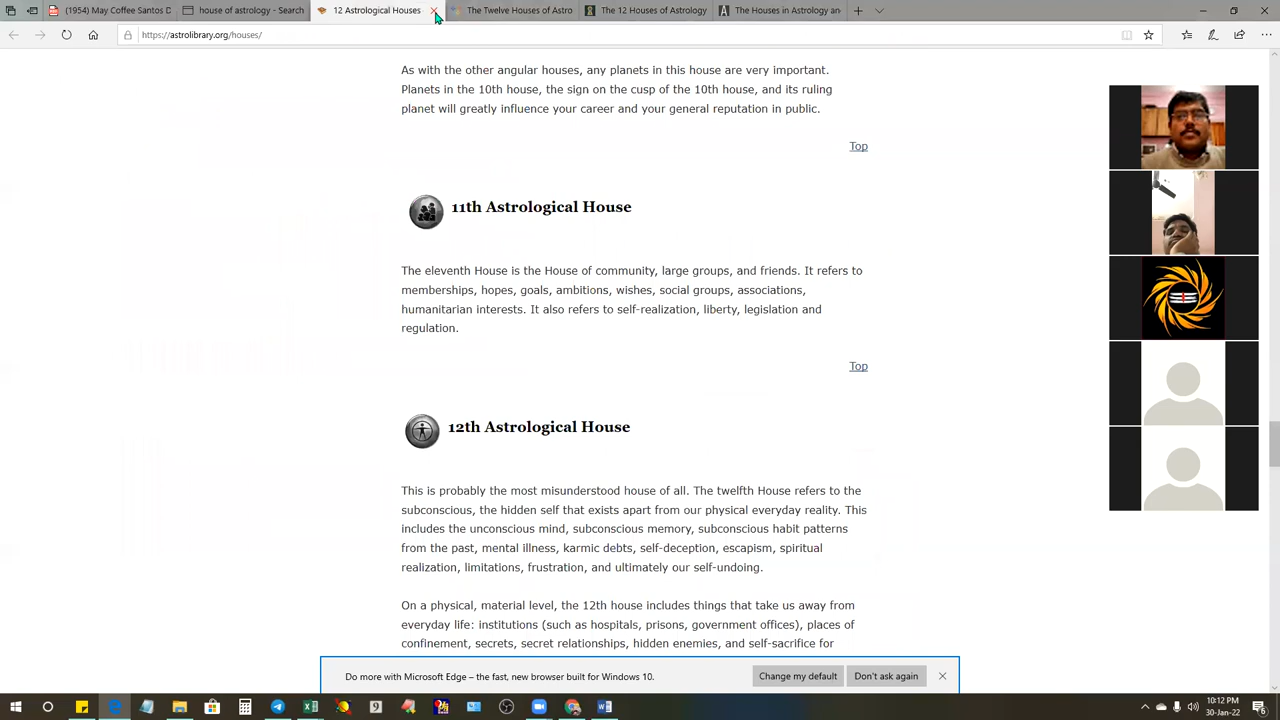 (1954) May Coffee Santos D
house of astrology - Search
12 Astrological Houses
The Twelve Houses of Astro
The 12 Houses of Astrology
The Houses in Astrology an
https://astrolibrary.org/houses/
As with the other angular houses, any planets in this house are very important.
Planets in the 10th house, the sign on the cusp of the 10th house, and its ruling
planet will greatly influence your career and your general reputation in public.
Top
11th Astrological House
The eleventh House is the House of community, large groups, and friends. It refers to
memberships, hopes, goals, ambitions, wishes, social groups, associations,
humanitarian interests. It also refers to self-realization, liberty, legislation and
regulation.
Top
12th Astrological House
This is probably the most misunderstood house of all. The twelfth House refers to the
subconscious, the hidden self that exists apart from our physical everyday reality. This
includes the unconscious mind, subconscious memory, subconscious habit patterns
from the past, mental illness, karmic debts, self-deception, escapism, spiritual
realization, limitations, frustration, and ultimately our self-undoing.
On a physical, material level, the 12th house includes things that take us away from
everyday life: institutions (such as hospitals, prisons, government offices), places of
confinement, secrets, secret relationships, hidden enemies, and self-sacrifice for
Do more with Microsoft Edge – the fast, new browser built for Windows 10.
Change my default
Don't ask again
10:12 PM
30-Jan-22